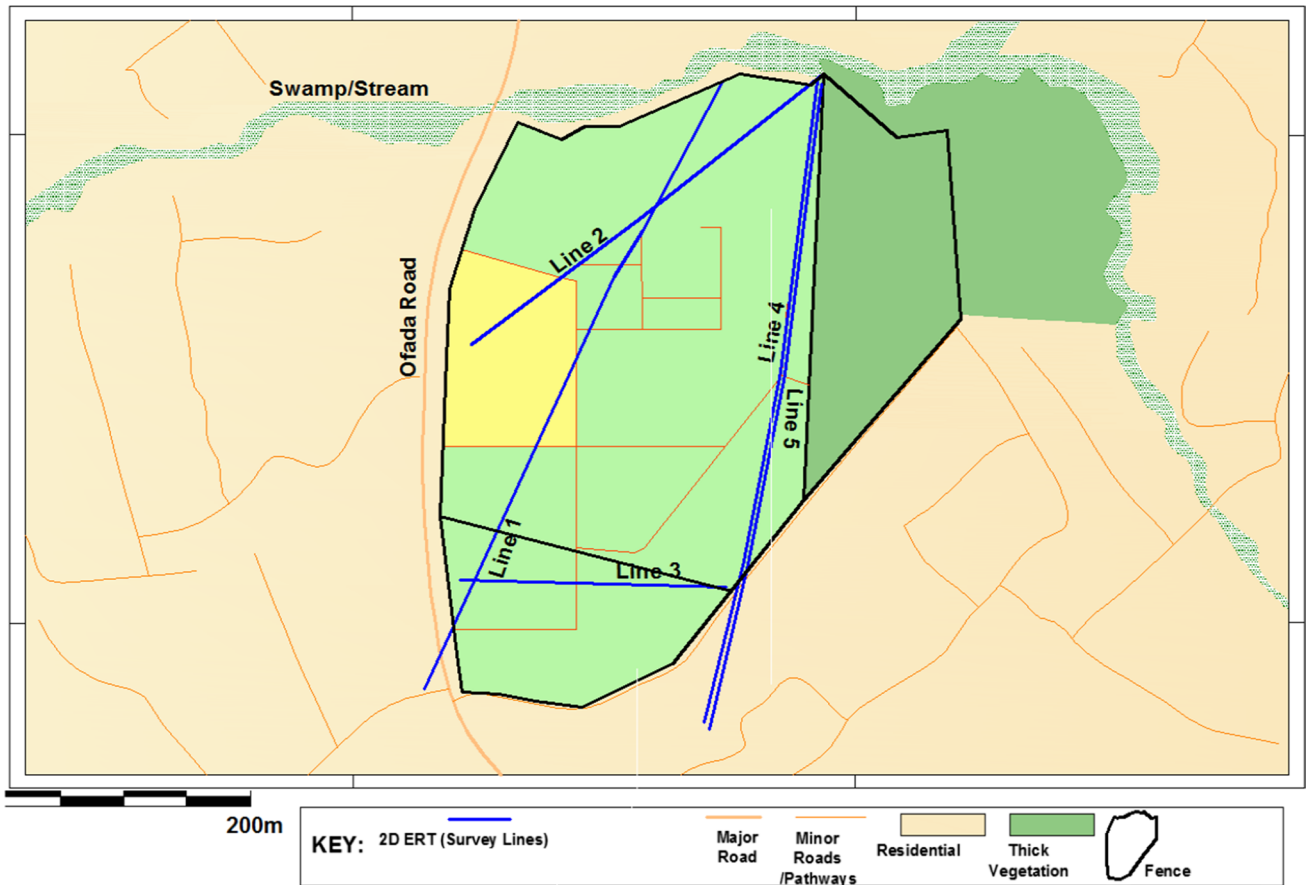 Swamp/Stream
Ofada Road
Line 2
Line 4
Line 5
Line 1
Line 3
200m
KEY:
2D ERT (Survey Lines)
Major
Road
Minor
Roads
/Pathways
Residential
Thick
Vegetation
Fence